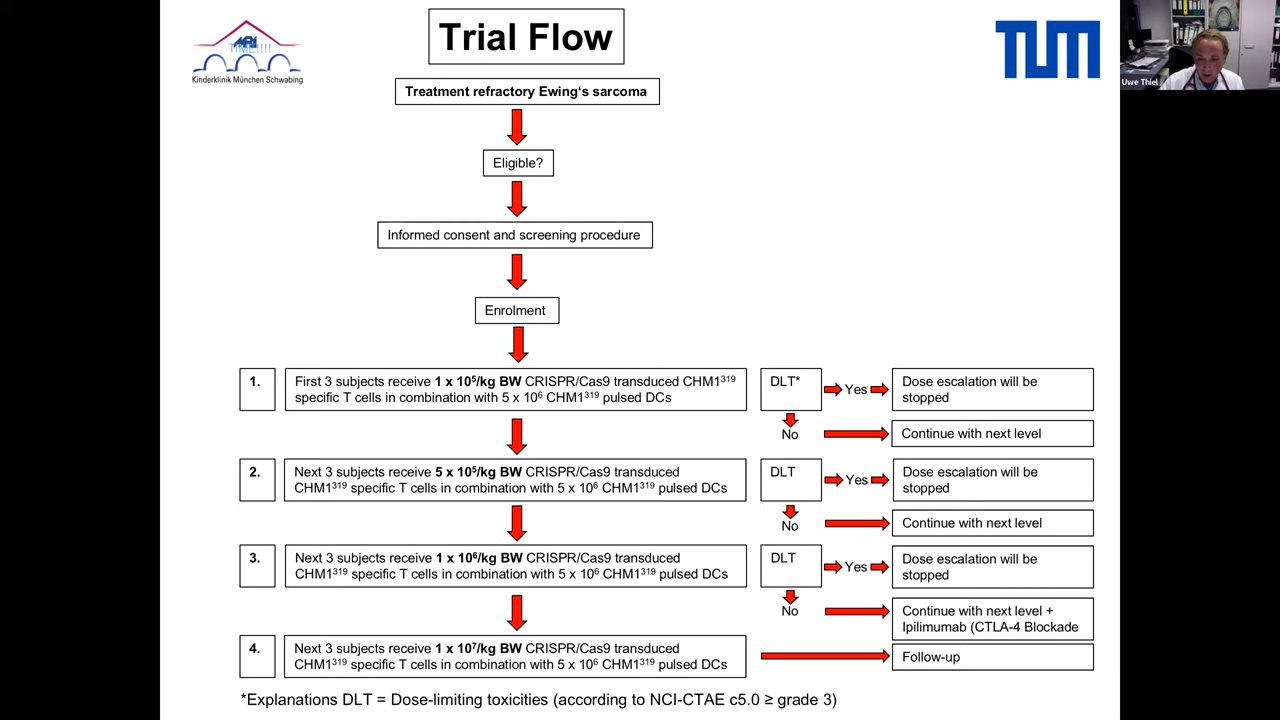 Trial Flow
TIME!!!!
Kinderklinik München Schwabing
TUM
Uwe Thiel
Treatment refractory Ewing‘s sarcoma
Eligible?
Informed consent and screening procedure
Enrolment
1.
First 3 subjects receive 1 x 10⁵/kg BW CRISPR/Cas9 transduced CHM1³¹⁹
specific T cells in combination with 5 x 10⁶ CHM1³¹⁹ pulsed DCs
DLT*
Yes
Dose escalation will be
stopped
No
Continue with next level
2.
Next 3 subjects receive 5 x 10⁵/kg BW CRISPR/Cas9 transduced
CHM1³¹⁹ specific T cells in combination with 5 x 10⁶ CHM1³¹⁹ pulsed DCs
DLT
Yes
Dose escalation will be
stopped
No
Continue with next level
3.
Next 3 subjects receive 1 x 10⁶/kg BW CRISPR/Cas9 transduced
CHM1³¹⁹ specific T cells in combination with 5 x 10⁶ CHM1³¹⁹ pulsed DCs
DLT
Yes
Dose escalation will be
stopped
No
Continue with next level +
Ipilimumab (CTLA-4 Blockade
4.
Next 3 subjects receive 1 x 10⁷/kg BW CRISPR/Cas9 transduced
CHM1³¹⁹ specific T cells in combination with 5 x 10⁶ CHM1³¹⁹ pulsed DCs
Follow-up
*Explanations DLT = Dose-limiting toxicities (according to NCI-CTAE c5.0 ≥ grade 3)